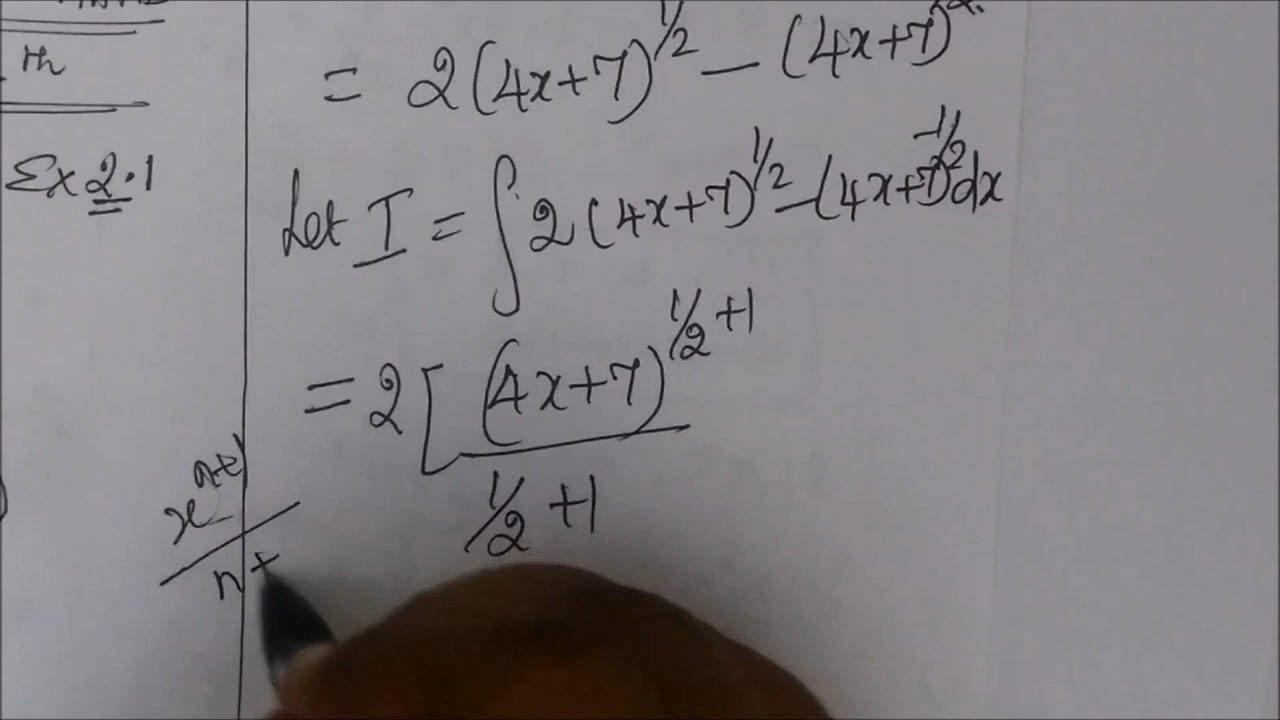 th
Ex 2.1
= 2(4x+7)^1/2 - (4x+7)
Let I = ∫ 2(4x+7)^1/2 - (4x+7)^-1/2 dx
= 2[ (4x+7)^1/2 +1
1/2 +1
x^n+1
n+